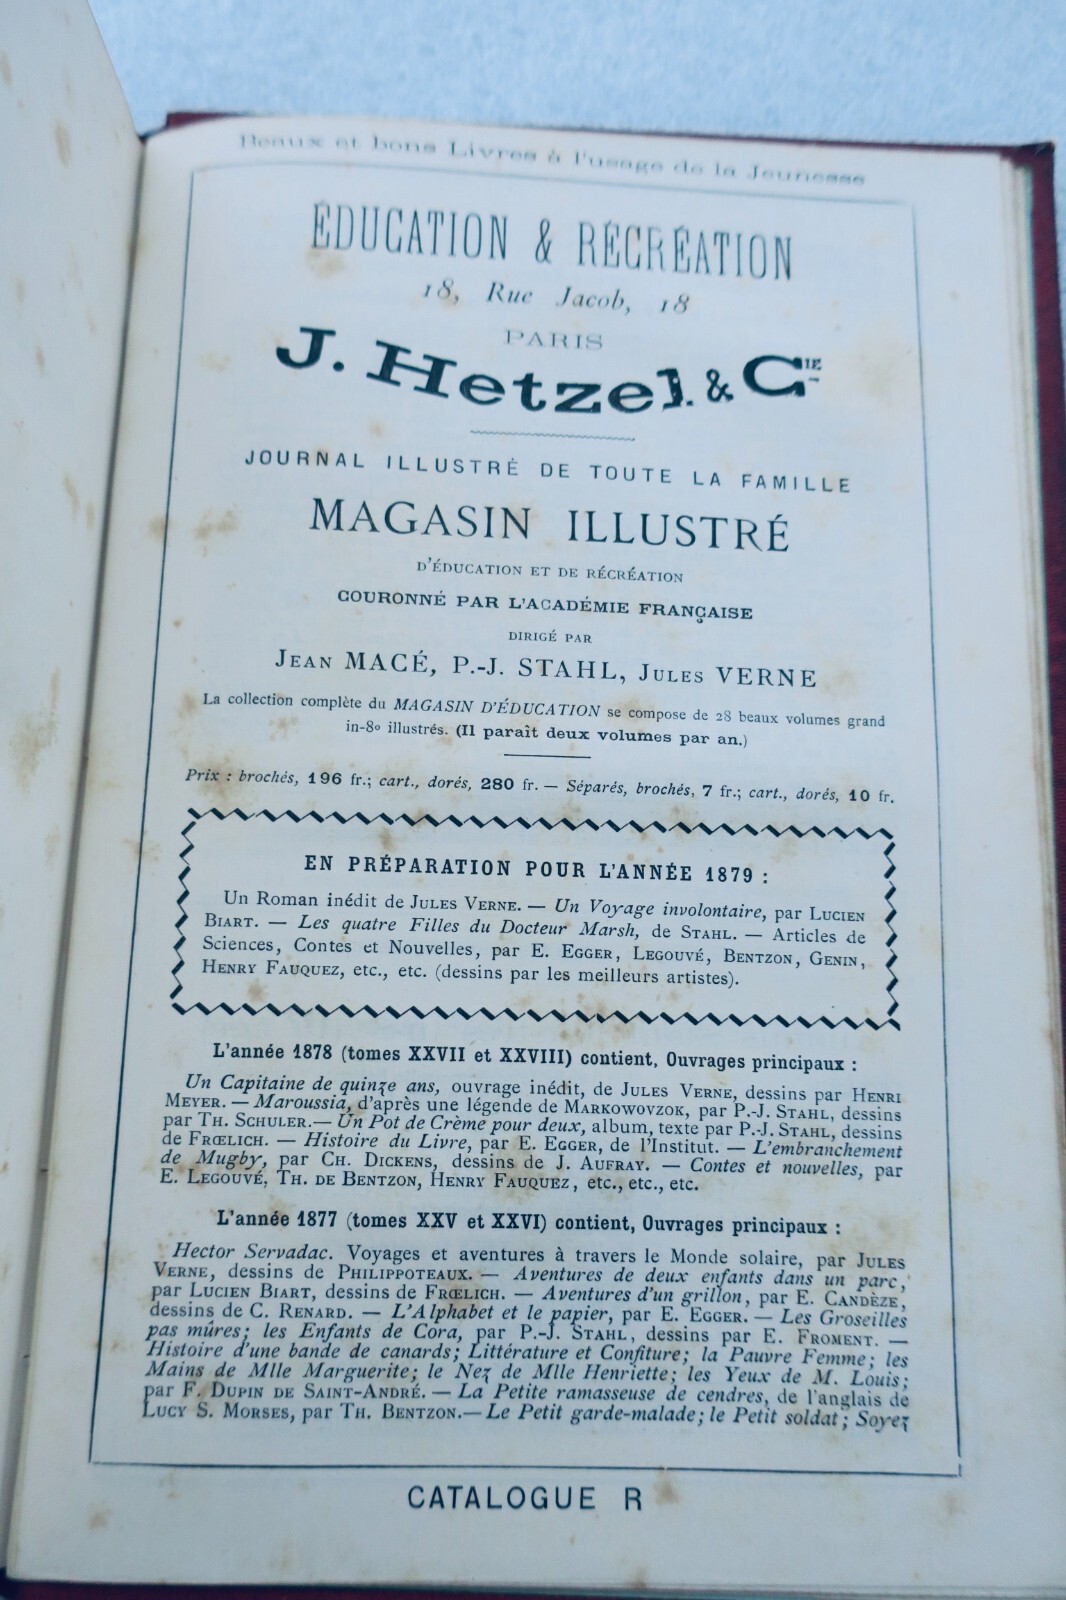 Beaux et bons Livres à l'usage de la Jeunesse
ÉDUCATION & RÉCRÉATION
18, Rue Jacob, 18
PARIS
J. Hetzel & CIE
JOURNAL ILLUSTRÉ DE TOUTE LA FAMILLE
MAGASIN ILLUSTRÉ
D'ÉDUCATION ET DE RÉCRÉATION
COURONNÉ PAR L'ACADÉMIE FRANÇAISE
DIRIGÉ PAR
JEAN MACÉ, P.-J. STAHL, JULES VERNE
La collection complète du MAGASIN D'ÉDUCATION se compose de 28 beaux volumes grand
in-8º illustrés. (Il paraît deux volumes par an.)
Prix : brochés, 196 fr.; cart., dorés, 280 fr. — Séparés, brochés, 7 fr.; cart., dorés, 10 fr.
EN PRÉPARATION POUR L'ANNÉE 1879 :
Un Roman inédit de JULES VERNE. — Un Voyage involontaire, par LUCIEN
BIART. — Les quatre Filles du Docteur Marsh, de STAHL. — Articles de
Sciences, Contes et Nouvelles, par E. EGGER, LEGOUVÉ, BENTZON, GENIN,
HENRY FAUQUEZ, etc., etc. (dessins par les meilleurs artistes).
L'année 1878 (tomes XXVII et XXVIII) contient, Ouvrages principaux :
Un Capitaine de quinze ans, ouvrage inédit, de JULES VERNE, dessins par HENRI
MEYER. — Maroussia, d'après une légende de MARKOWOVZOK, par P.-J. STAHL, dessins
par TH. SCHULER. — Un Pot de Crème pour deux, album, texte par P.-J. STAHL, dessins
de FRŒLICH. — Histoire du Livre, par E. EGGER, de l'Institut. — L'embranchement
de Mugby, par CH. DICKENS, dessins de J. AUFRAY. — Contes et nouvelles, par
E. LEGOUVÉ, TH. DE BENTZON, HENRY FAUQUEZ, etc., etc., etc.
L'année 1877 (tomes XXV et XXVI) contient, Ouvrages principaux :
Hector Servadac. Voyages et aventures à travers le Monde solaire, par JULES
VERNE, dessins de PHILIPPOTEAUX. — Aventures de deux enfants dans un parc,
par LUCIEN BIART, dessins de FRŒLICH. — Aventures d'un grillon, par E. CANDÈZE,
dessins de C. RENARD. — L'Alphabet et le papier, par E. EGGER. — Les Groseilles
pas mûres; les Enfants de Cora, par P.-J. STAHL, dessins par E. FROMENT. —
Histoire d'une bande de canards; Littérature et Confiture; la Pauvre Femme; les
Mains de Mlle Marguerite; le Nez de Mlle Henriette; les Yeux de M. Louis;
par F. DUPIN DE SAINT-ANDRÉ. — La Petite ramasseuse de cendres, de l'anglais de
LUCY S. MORSES, par TH. BENTZON. — Le Petit garde-malade; le Petit soldat; Soyez
CATALOGUE R